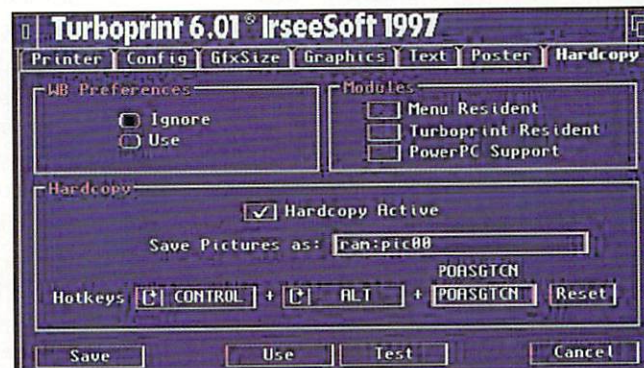 Turboprint 6.01 © IrseeSoft 1997
Printer Config GfxSize Graphics Text Poster Hardcopy
WB Preferences
Modules
Ignore
Use
Menu Resident
Turboprint Resident
PowerPC Support
Hardcopy
Hardcopy Active
Save Pictures as: ram:pic00
POASGTCN
Hotkeys CONTROL + ALT + POASGTCN Reset
Save Use Test Cancel